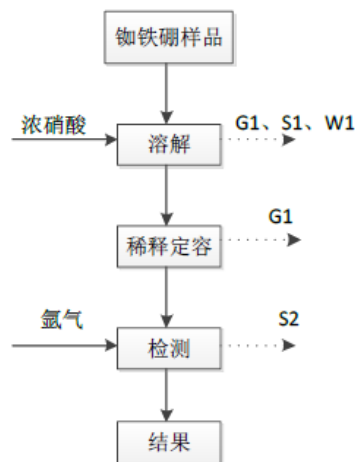 钕铁硼样品
浓硝酸
G1、S1、W1
溶解
G1
稀释定容
氩气
S2
检测
结果